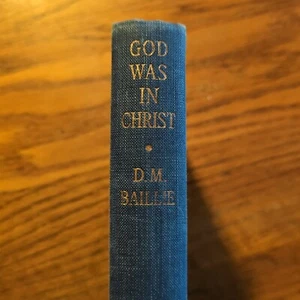 GOD
WAS
IN
CHRIST
D. M.
BAILLIE